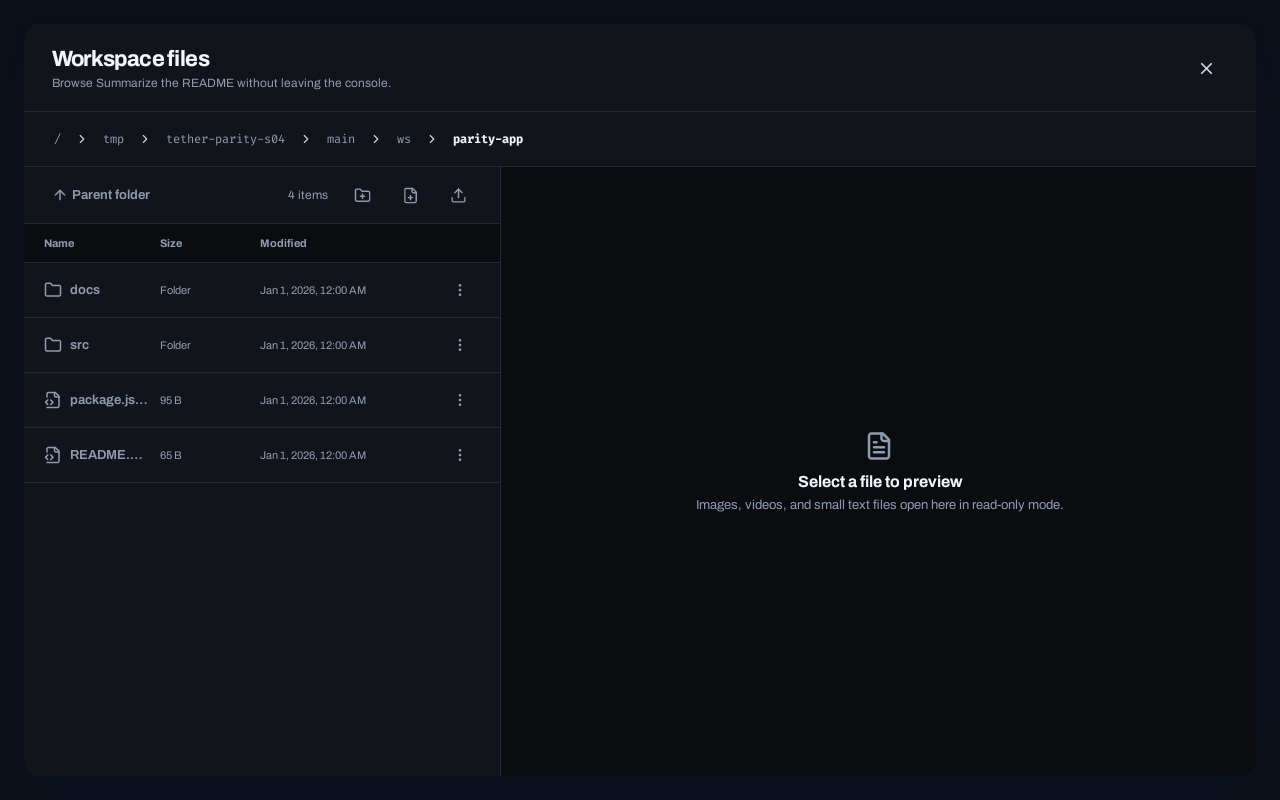 Workspace files
Browse Summarize the README without leaving the console.
/ tmp tether-parity-s04 main ws parity-app
Parent folder 4 items
Name Size Modified
docs Folder Jan 1, 2026, 12:00 AM
src Folder Jan 1, 2026, 12:00 AM
package.js... 95 B Jan 1, 2026, 12:00 AM
README.... 65 B Jan 1, 2026, 12:00 AM
Select a file to preview
Images, videos, and small text files open here in read-only mode.